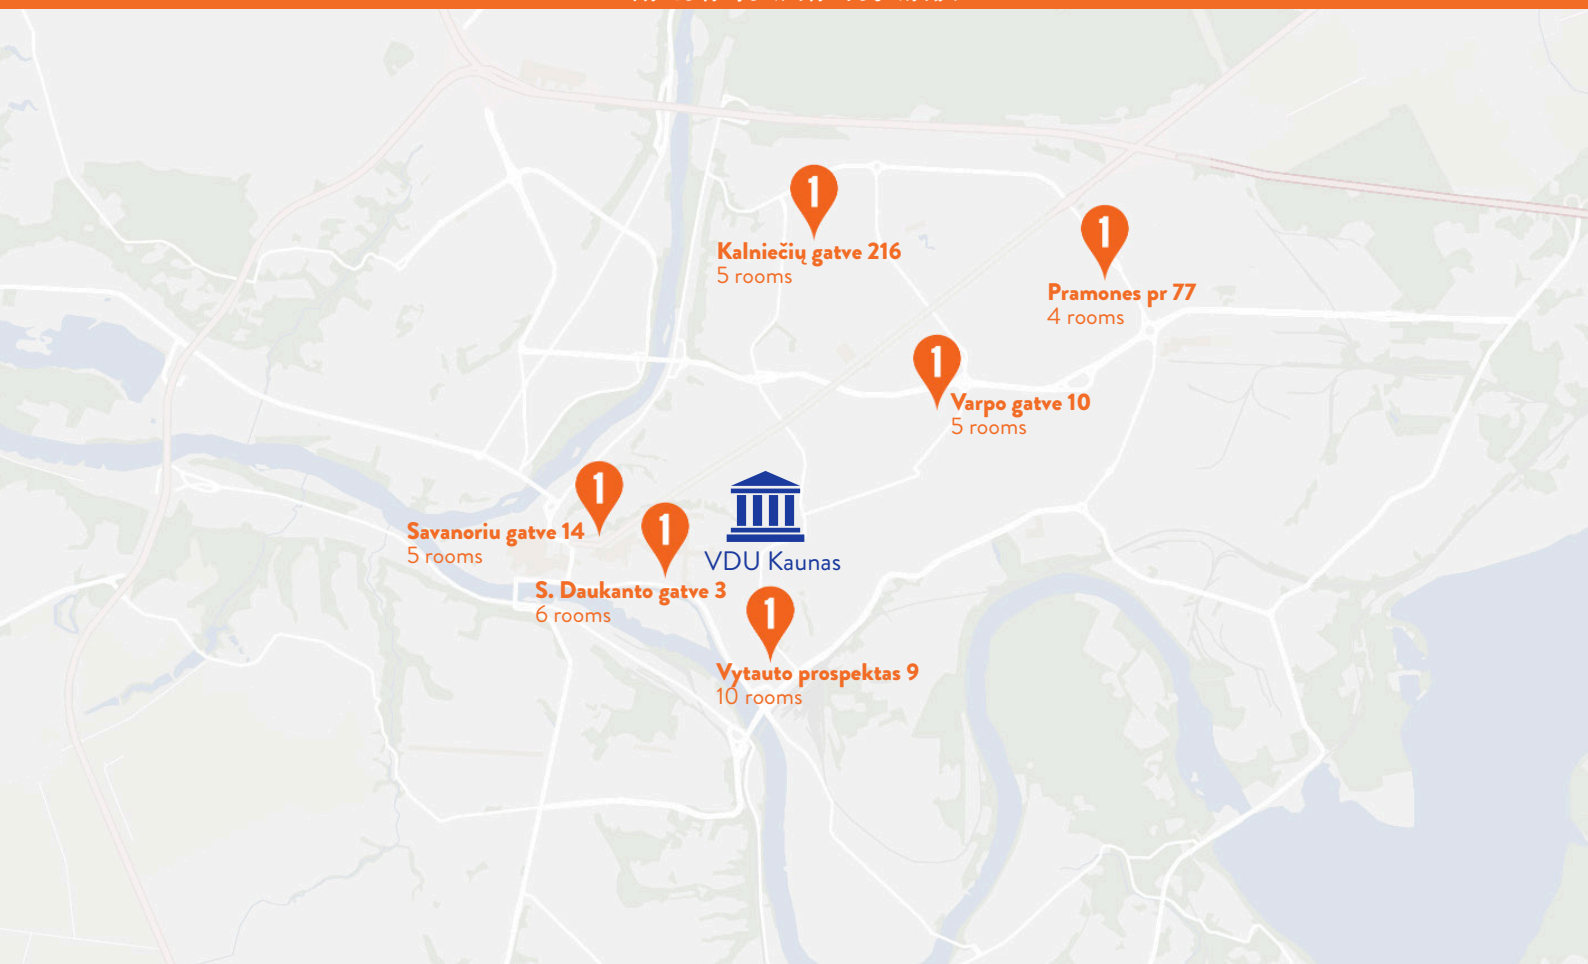 1
Kalniečių gatve 216
5 rooms
1
Pramones pr 77
4 rooms
1
Varpo gatve 10
5 rooms
1
Savanoriu gatve 14
5 rooms
1
S. Daukanto gatve 3
6 rooms
VDU Kaunas
1
Vytauto prospektas 9
10 rooms